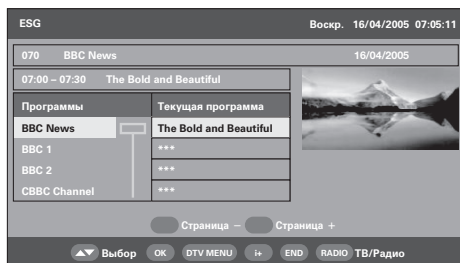 ESG Воскр. 16/04/2005 07:05:11
070 BBC News 16/04/2005
07:00 – 07:30 The Bold and Beautiful
Программы Текущая программа
BBC News The Bold and Beautiful
BBC 1 ***
BBC 2 ***
CBBC Channel ***
Страница – Страница +
Выбор OK DTV MENU i+ END RADIO ТВ/Радио